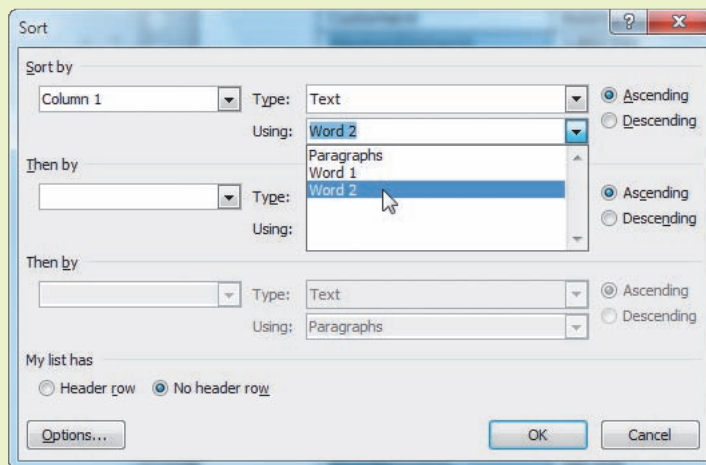 Sort
Sort by
Column 1 Type: Text Ascending
Using: Word 2 Descending
Paragraphs
Word 1
Word 2
Then by
Type: Ascending
Using: Descending
Then by
Type: Text Ascending
Using: Paragraphs Descending
My list has
Header row No header row
Options... OK Cancel